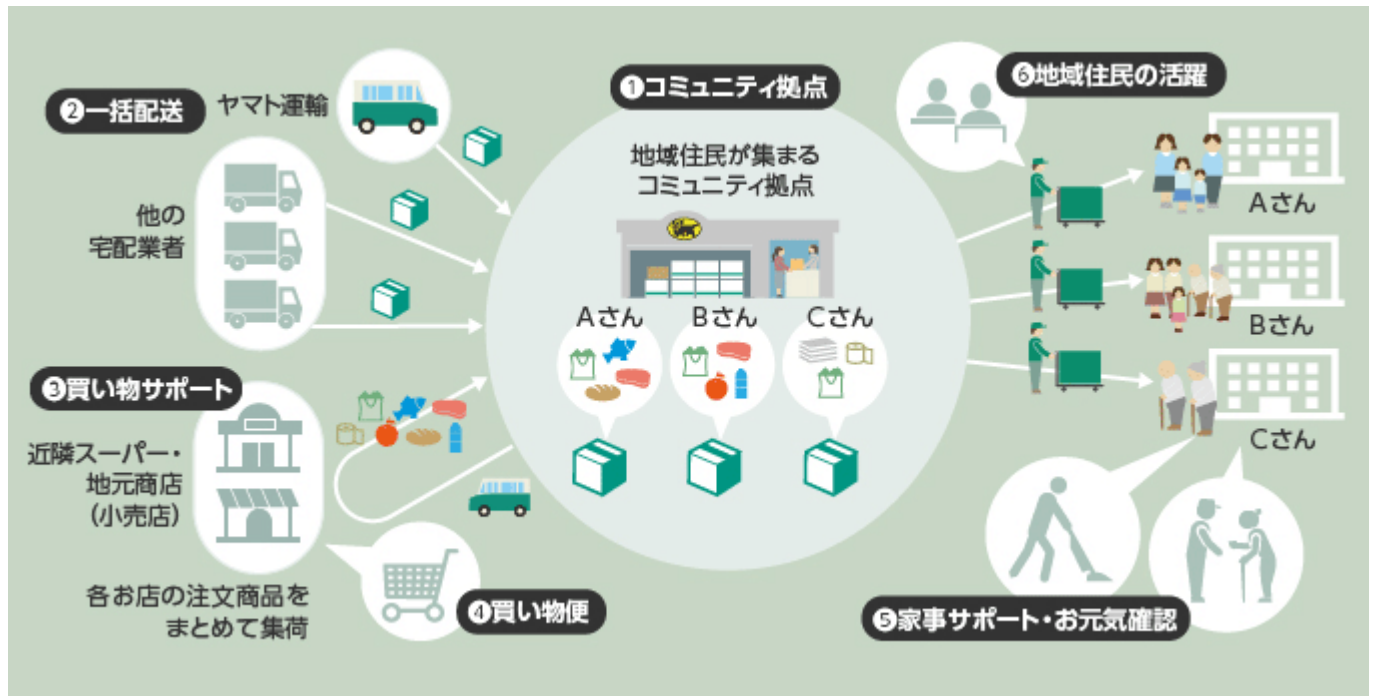 ❶コミュニティ拠点
地域住民が集まる
コミュニティ拠点
Aさん
Bさん
Cさん
❷一括配送
ヤマト運輸
他の
宅配業者
❸買い物サポート
近隣スーパー・
地元商店
(小売店)
各お店の注文商品を
まとめて集荷
❹買い物便
❺家事サポート・お元気確認
❻地域住民の活躍
Aさん
Bさん
Cさん